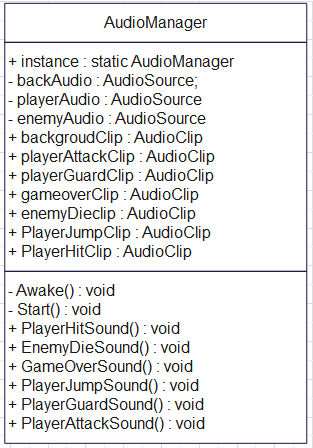 AudioManager
+ instance : static AudioManager
- backAudio : AudioSource;
- playerAudio : AudioSource
- enemyAudio : AudioSource
+ backgroudClip : AudioClip
+ playerAttackClip : AudioClip
+ playerGuardClip : AudioClip
+ gameoverClip : AudioClip
+ enemyDieclip : AudioClip
+ PlayerJumpClip : AudioClip
+ PlayerHitClip : AudioClip
- Awake() : void
- Start() : void
+ PlayerHitSound() : void
+ EnemyDieSound() : void
+ GameOverSound() : void
+ PlayerJumpSound() : void
+ PlayerGuardSound() : void
+ PlayerAttackSound() : void